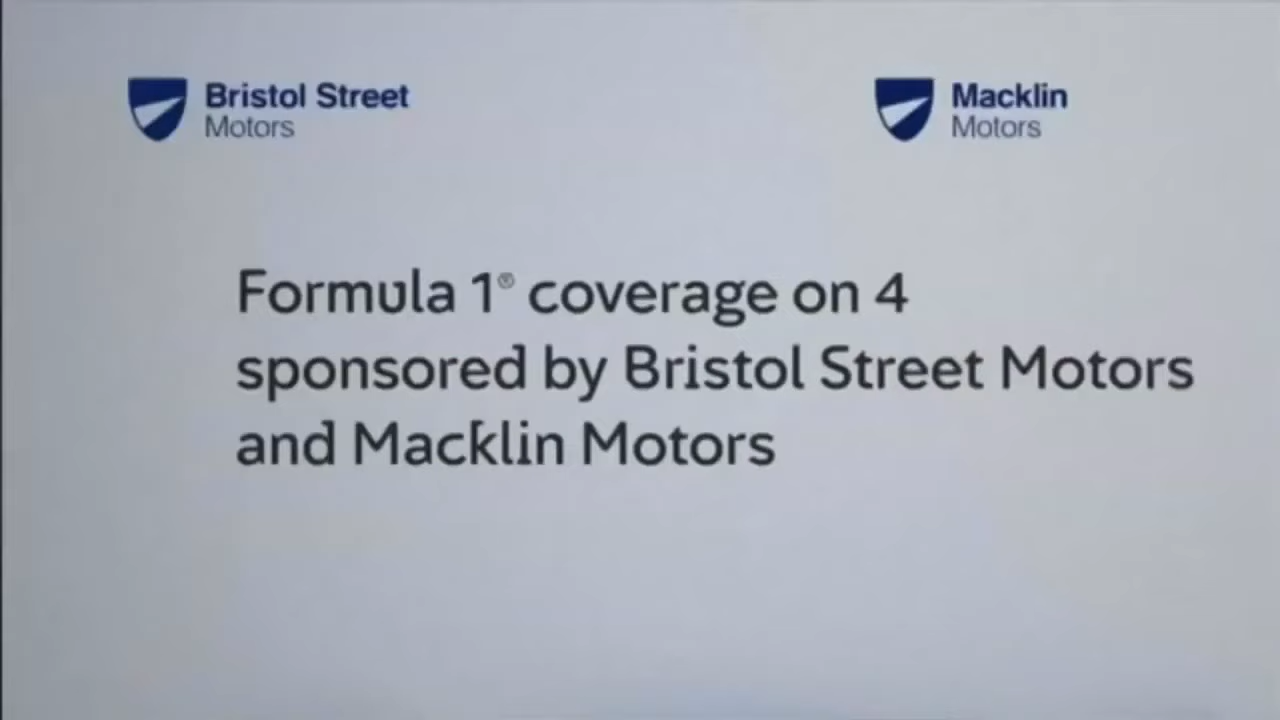 Bristol Street
Motors
Macklin
Motors
Formula 1® coverage on 4
sponsored by Bristol Street Motors
and Macklin Motors